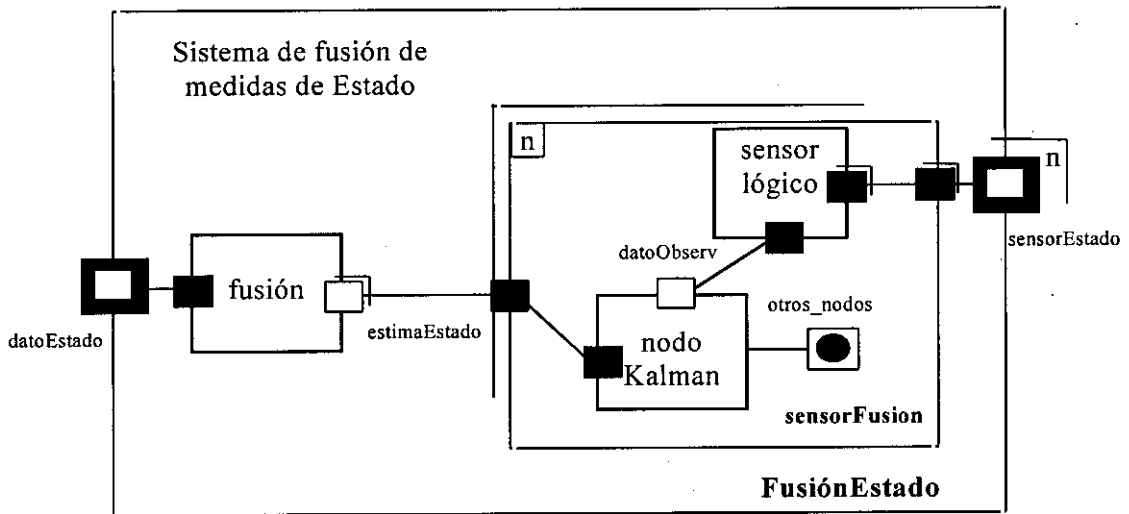 Sistema de fusión de
medidas de Estado
n
sensor
lógico
n
sensorEstado
datoObserv
fusión
datoEstado
estimaEstado
otros_nodos
nodo
Kalman
sensorFusion
FusiónEstado